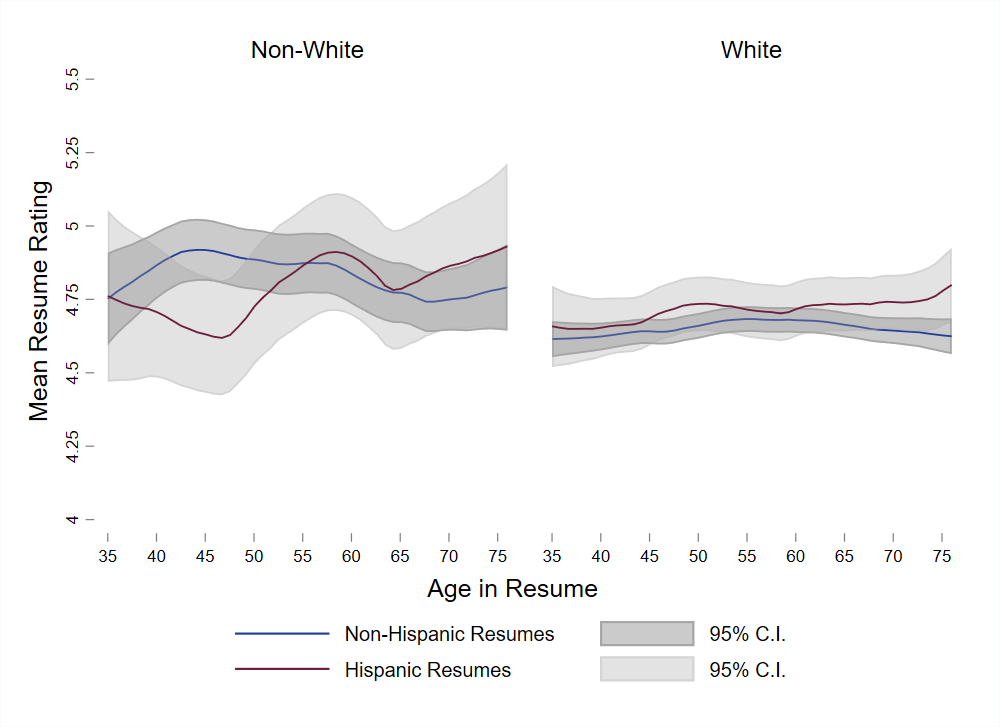 Non-White White
5.5
5.25
5
4.75
4.5
4.25
4
Mean Resume Rating
35 40 45 50 55 60 65 70 75 35 40 45 50 55 60 65 70 75
Age in Resume
Non-Hispanic Resumes 95% C.I.
Hispanic Resumes 95% C.I.